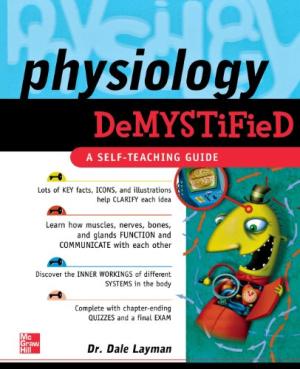 physiology
DeMYSTiFieD
A SELF-TEACHING GUIDE
Lots of KEY facts, ICONS, and illustrations
help CLARIFY each idea
Learn how muscles, nerves, bones,
and glands FUNCTION and
COMMUNICATE with each other
Discover the INNER WORKINGS of different
SYSTEMS in the body
Complete with chapter-ending
QUIZZES and a final EXAM
Mc
Graw
Hill
Dr. Dale Layman